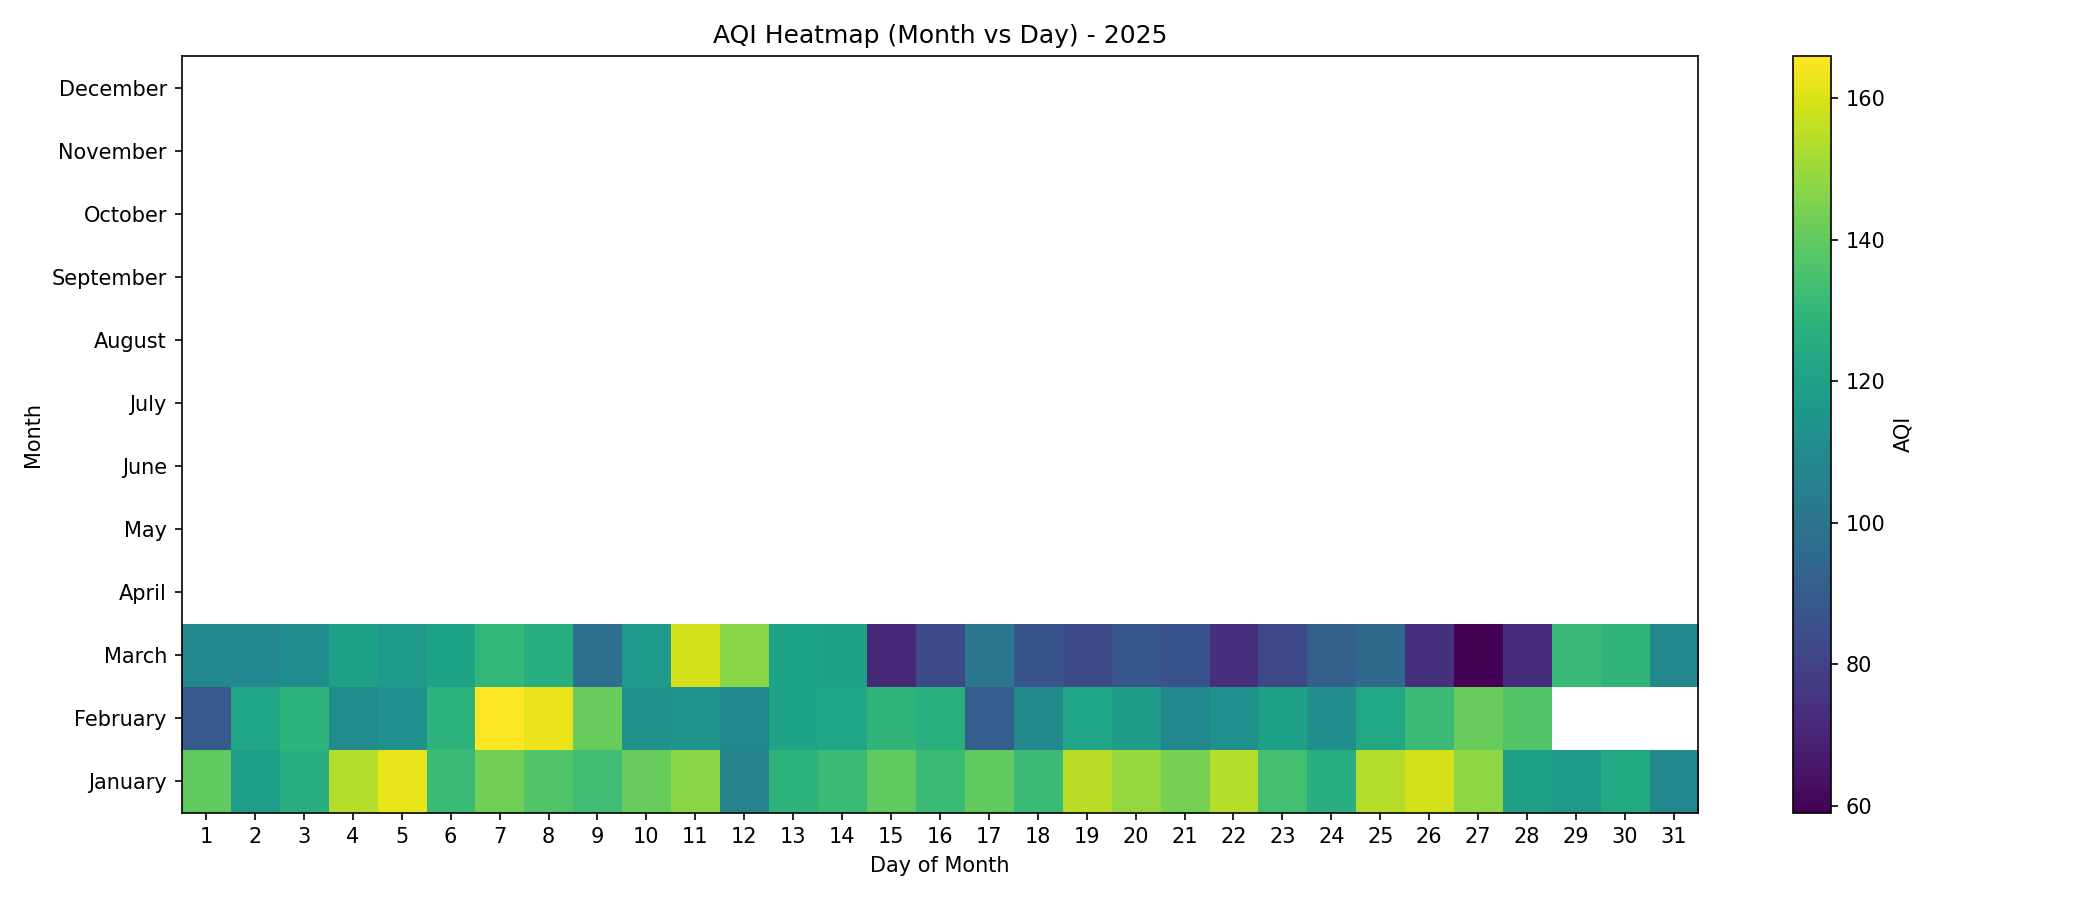 AQI Heatmap (Month vs Day) - 2025
December
November
October
September
August
July
June
May
April
March
February
January
Month
1 2 3 4 5 6 7 8 9 10 11 12 13 14 15 16 17 18 19 20 21 22 23 24 25 26 27 28 29 30 31
Day of Month
160
140
120
100
80
60
AQI